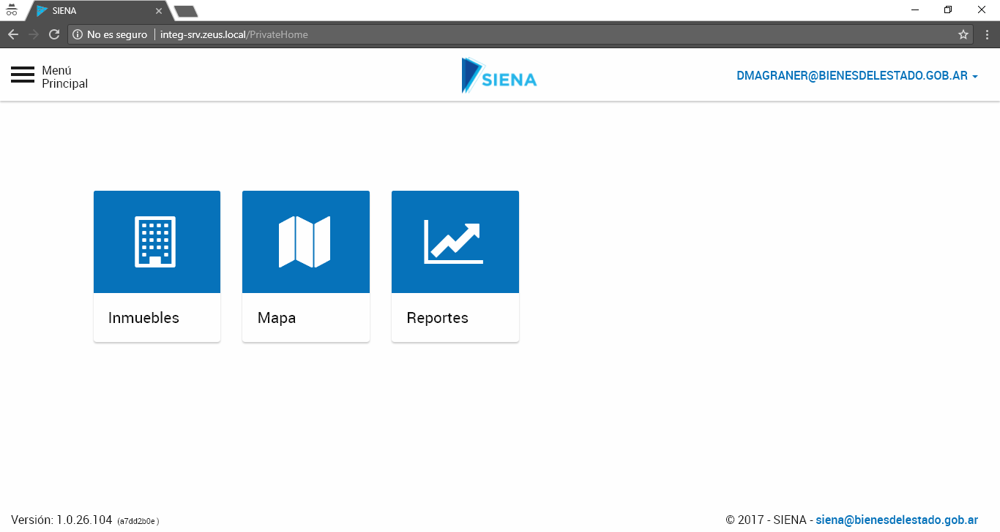 SIENA
No es seguro | integ-srv.zeus.local/PrivateHome
Menú
Principal
SIENA
DMAGRANER@BIENESDELESTADO.GOB.AR
Inmuebles
Mapa
Reportes
Versión: 1.0.26.104 (a7dd2b0e )
© 2017 - SIENA - siena@bienesdelestado.gob.ar